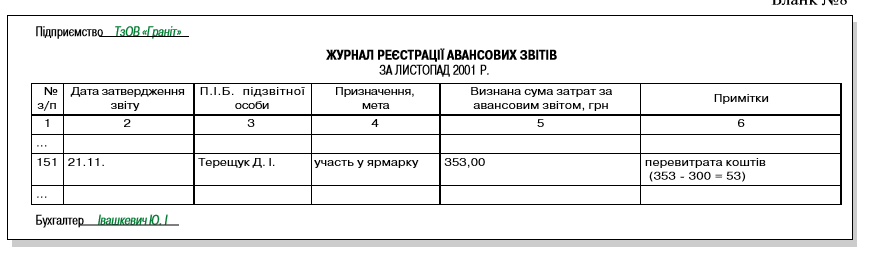 Бланк №8
Підприємство ТзОВ «Граніт»
ЖУРНАЛ РЕЄСТРАЦІЇ АВАНСОВИХ ЗВІТІВ
ЗА ЛИСТОПАД 2001 Р.
№ з/п Дата затвердження звіту П.І.Б. підзвітної особи Призначення, мета Визнана сума затрат за авансовим звітом, грн Примітки
1 2 3 4 5 6
...
151 21.11. Терещук Д. І. участь у ярмарку 353,00 перевитрата коштів (353 - 300 = 53)
...
Бухгалтер Івашкевич Ю. І